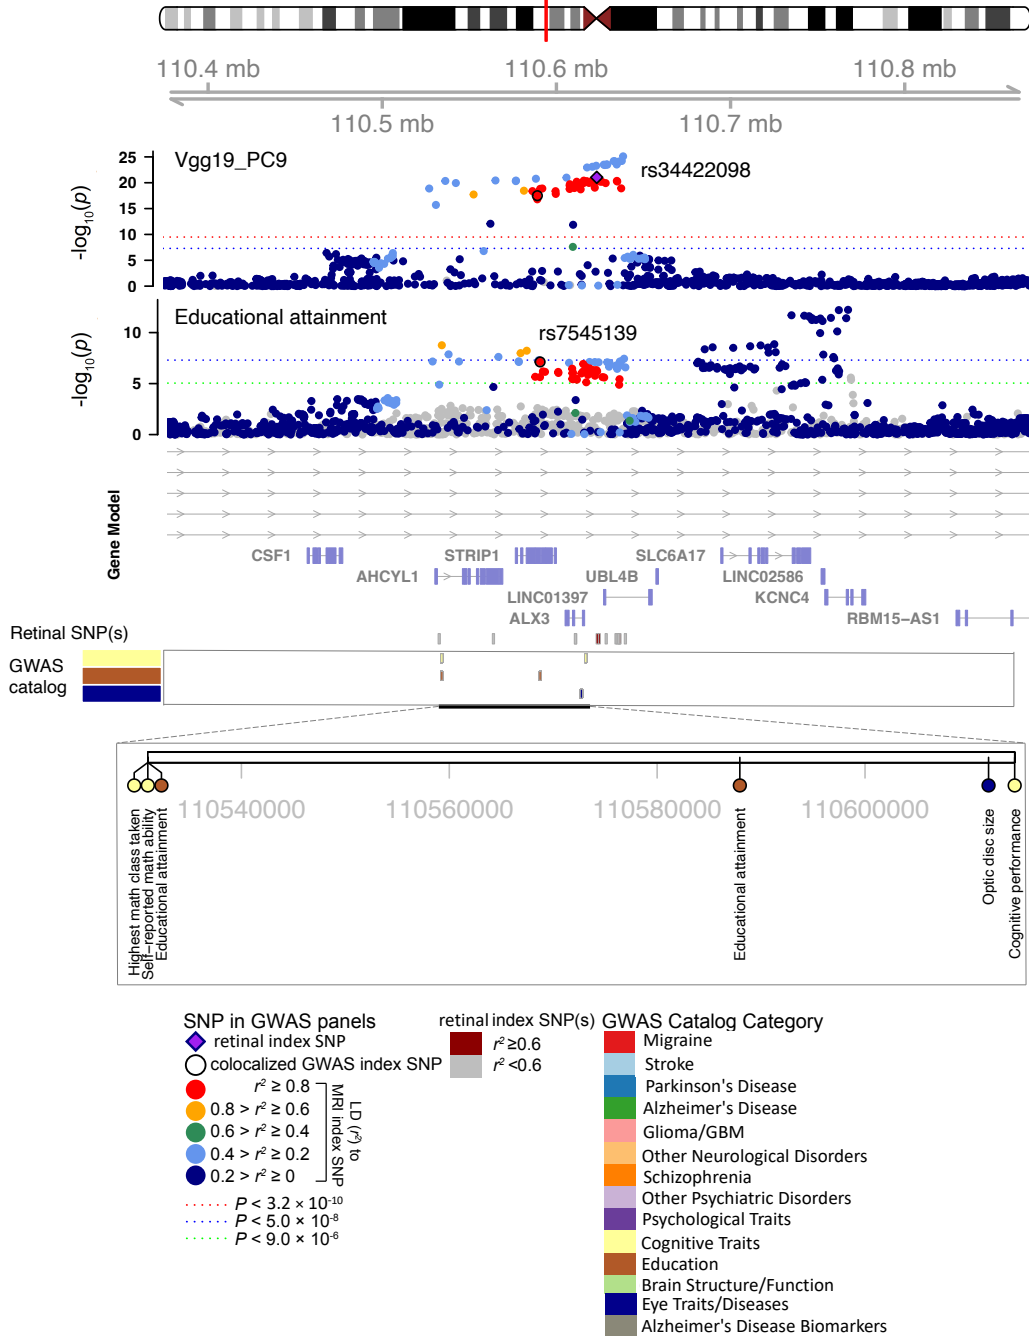 110.4 mb 110.6 mb 110.8 mb
110.5 mb 110.7 mb
Vgg19_PC9
rs34422098
-log10(p)
25
20
15
10
5
0
Educational attainment
rs7545139
-log10(p)
10
5
0
Gene Model
CSF1 STRIP1 SLC6A17
AHCYL1 UBL4B LINC02586
LINC01397 KCNC4
ALX3 RBM15−AS1
Retinal SNP(s)
GWAS
catalog
110540000 110560000 110580000 110600000
Highest math class taken
Self−reported math ability
Educational attainment
Educational attainment
Optic disc size
Cognitive performance
SNP in GWAS panels
retinal index SNP
colocalized GWAS index SNP
r² ≥ 0.8
0.8 > r² ≥ 0.6
0.6 > r² ≥ 0.4
0.4 > r² ≥ 0.2
0.2 > r² ≥ 0
LD (r²) to
MRI index SNP
P < 3.2 × 10⁻¹⁰
P < 5.0 × 10⁻⁸
P < 9.0 × 10⁻⁶
retinal index SNP(s)
r² ≥0.6
r² <0.6
GWAS Catalog Category
Migraine
Stroke
Parkinson's Disease
Alzheimer's Disease
Glioma/GBM
Other Neurological Disorders
Schizophrenia
Other Psychiatric Disorders
Psychological Traits
Cognitive Traits
Education
Brain Structure/Function
Eye Traits/Diseases
Alzheimer's Disease Biomarkers